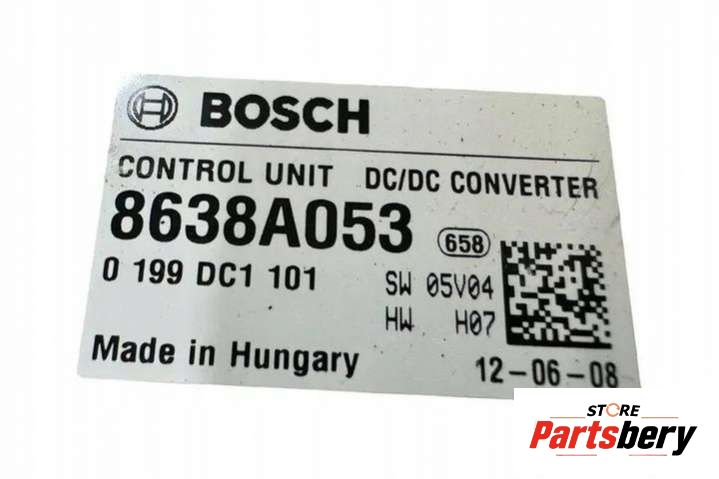 BOSCH
CONTROL UNIT DC/DC CONVERTER
8638A053 658
0 199 DC1 101 SW 05V04
HW H07
Made in Hungary 12-06-08
STORE
Partsbery